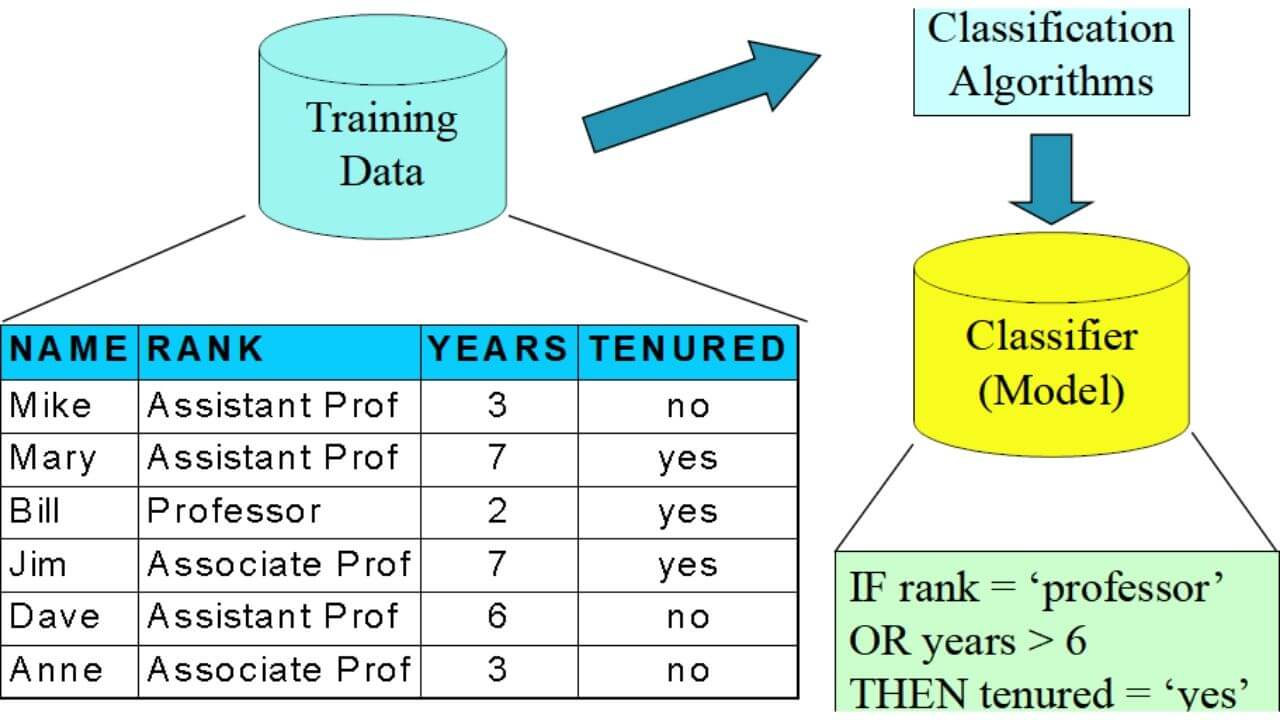 Training
Data
Classification
Algorithms
Classifier
(Model)
NAME RANK YEARS TENURED
Mike Assistant Prof 3 no
Mary Assistant Prof 7 yes
Bill Professor 2 yes
Jim Associate Prof 7 yes
Dave Assistant Prof 6 no
Anne Associate Prof 3 no
IF rank = ‘professor’
OR years > 6
THEN tenured = ‘yes’